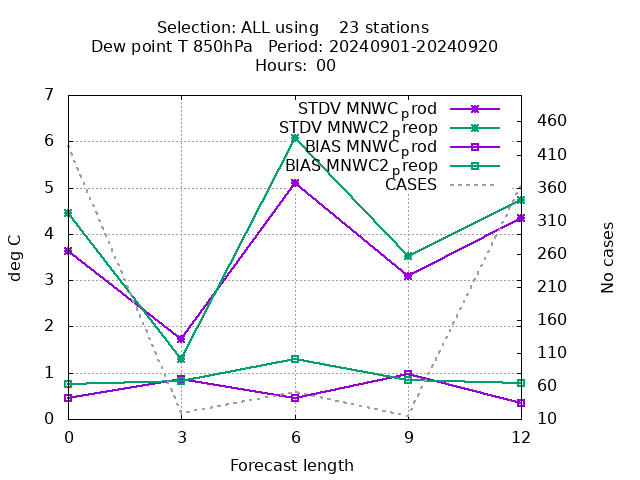 Selection: ALL using    23 stations
Dew point T 850hPa   Period: 20240901-20240920
Hours: 00
7
6
5
4
3
2
1
0
460
410
360
310
260
210
160
110
60
10
STDV MNWC_prod
STDV MNWC2_preop
BIAS MNWC_prod
BIAS MNWC2_preop
CASES
deg C
No cases
0 3 6 9 12
Forecast length